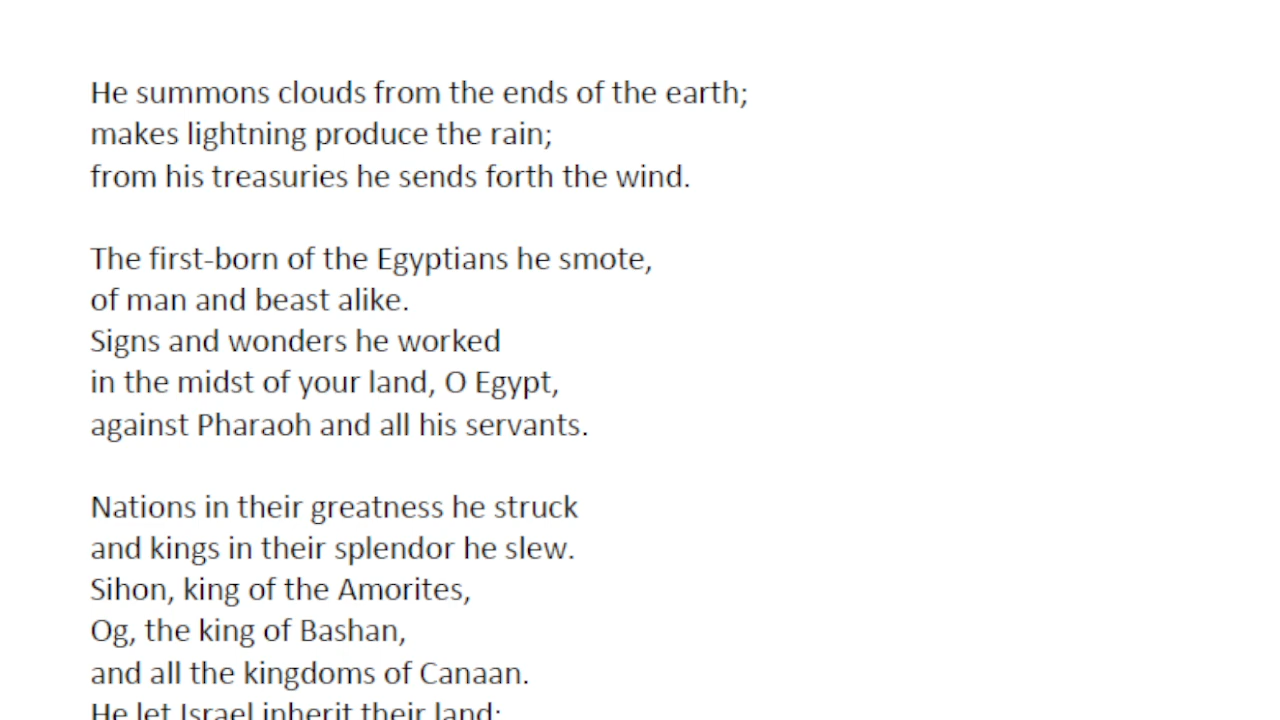 He summons clouds from the ends of the earth;
makes lightning produce the rain;
from his treasuries he sends forth the wind.
The first-born of the Egyptians he smote,
of man and beast alike.
Signs and wonders he worked
in the midst of your land, O Egypt,
against Pharaoh and all his servants.
Nations in their greatness he struck
and kings in their splendor he slew.
Sihon, king of the Amorites,
Og, the king of Bashan,
and all the kingdoms of Canaan.
He let Israel inherit their land;